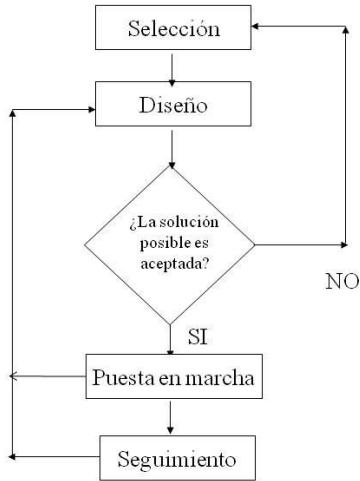 Selección
Diseño
¿La solución
posible es
aceptada?
NO
SI
Puesta en marcha
Seguimiento